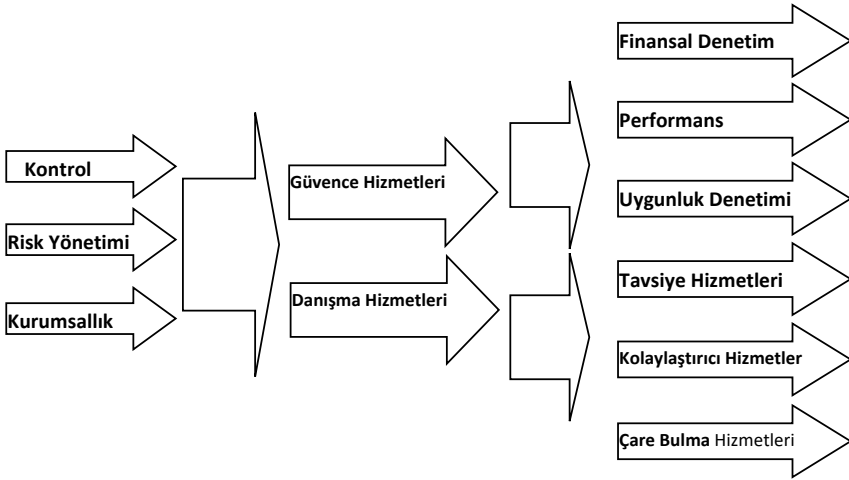 Kontrol
Risk Yönetimi
Kurumsallık
Güvence Hizmetleri
Danışma Hizmetleri
Finansal Denetim
Performans
Uygunluk Denetimi
Tavsiye Hizmetleri
Kolaylaştırıcı Hizmetler
Çare Bulma Hizmetleri